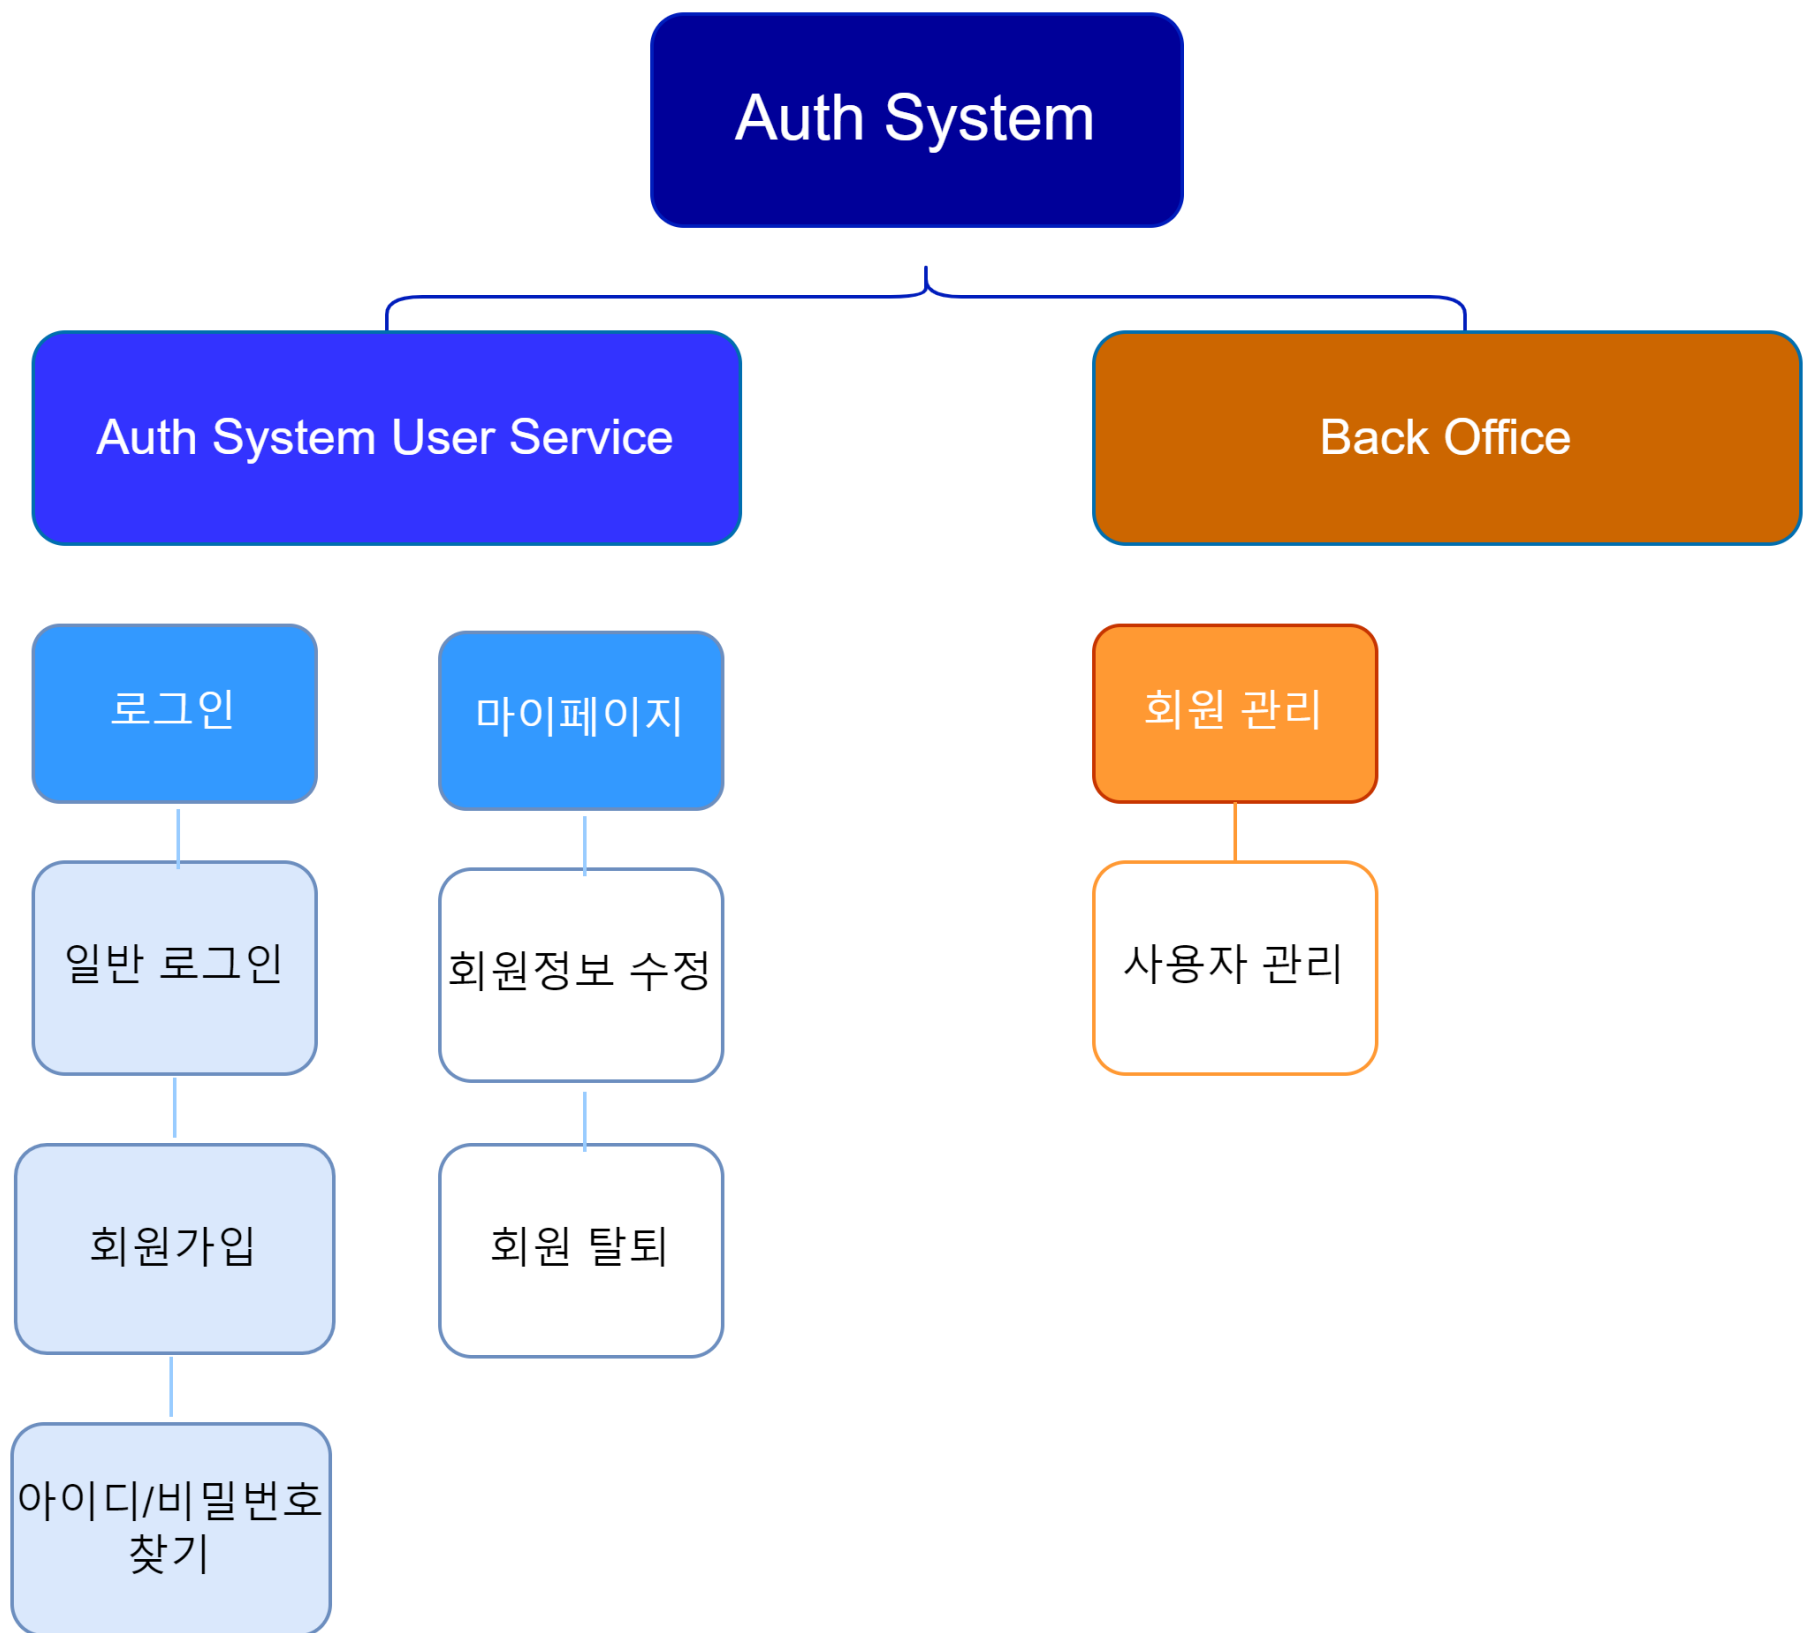 Auth System
Auth System User Service
Back Office
로그인
마이페이지
회원 관리
일반 로그인
회원정보 수정
사용자 관리
회원가입
회원 탈퇴
아이디/비밀번호
찾기